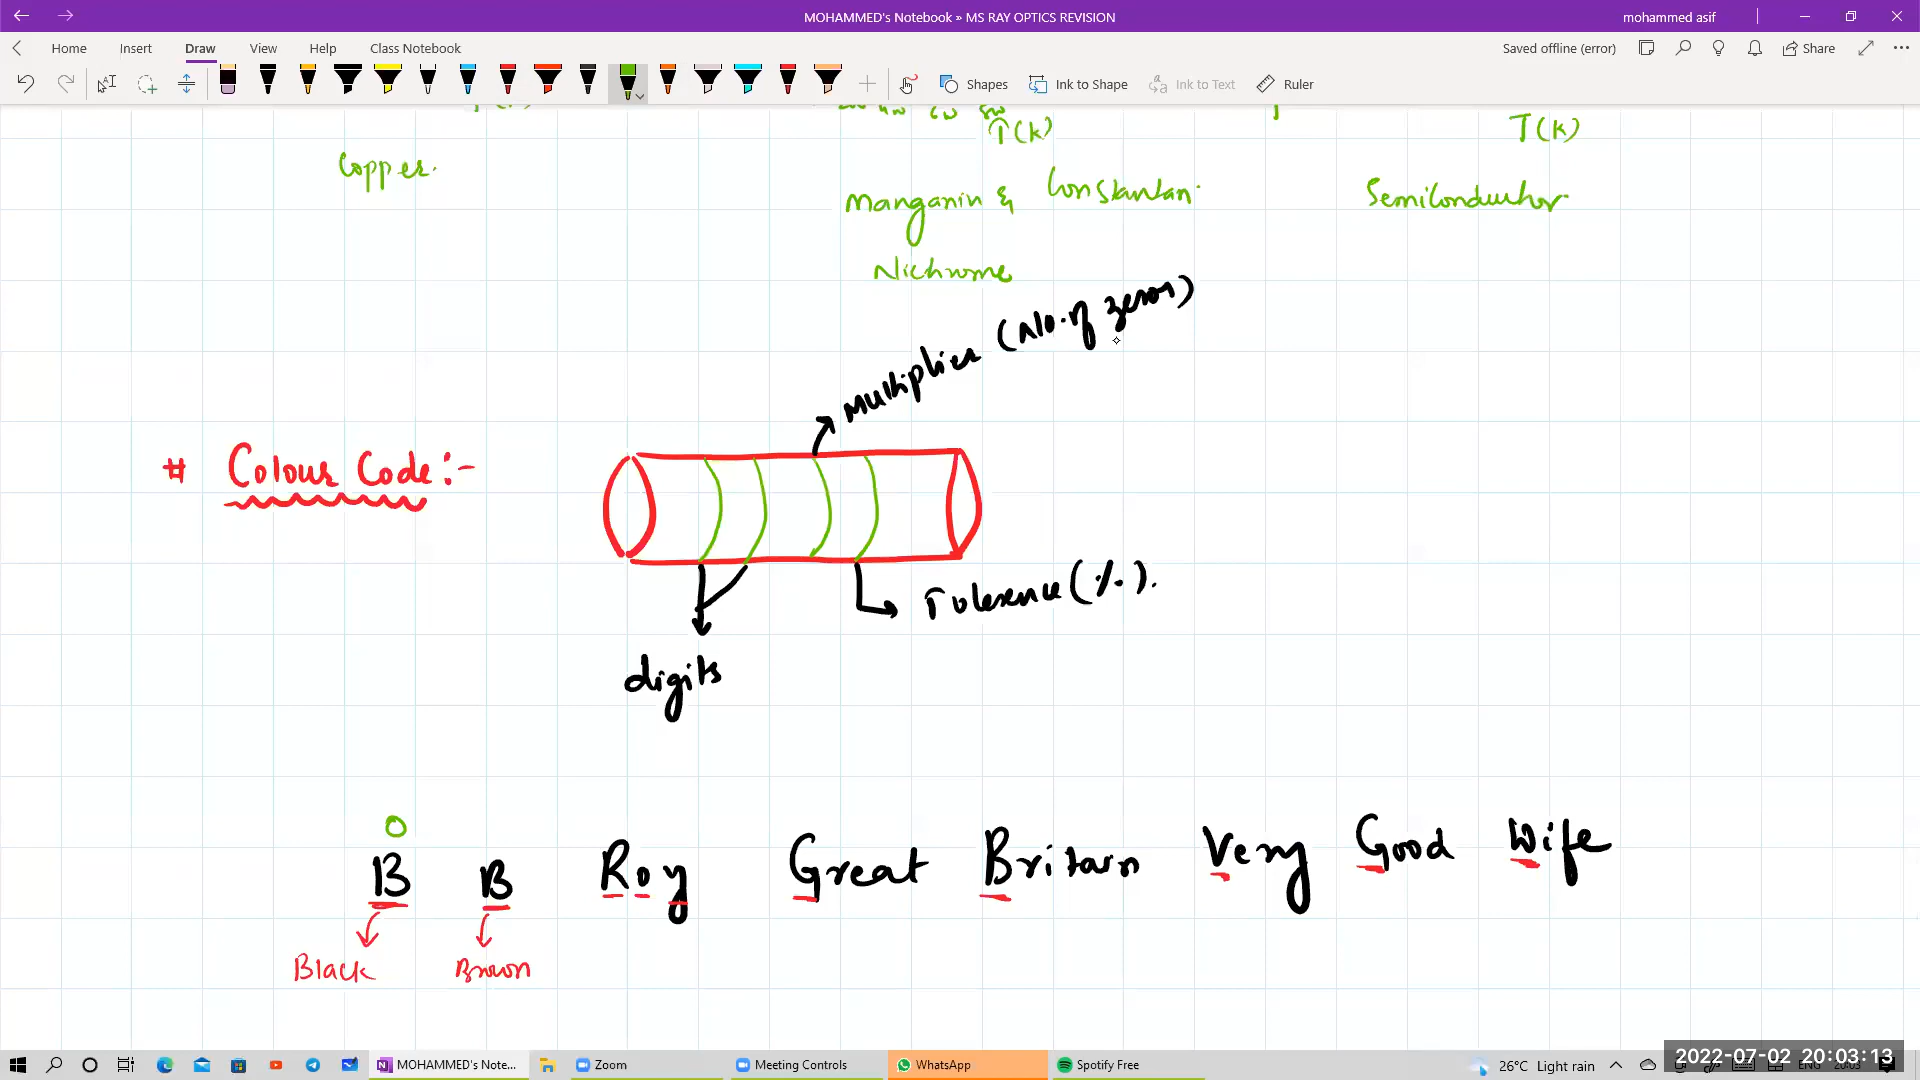 MOHAMMED's Notebook » MS RAY OPTICS REVISION
mohammed asif
Home Insert Draw View Help Class Notebook
Saved offline (error)
Share
Shapes Ink to Shape Ink to Text Ruler
T(K) T(K)
Copper.
Manganin & Constantan. Semiconductor
Nichrome
Multiplier (No. of zeros)
# Colour Code :-
Tolerence (%).
digits
0
B B Roy Great Britain Very Good Wife
Black Brown
MOHAMMED's Note... Zoom Meeting Controls WhatsApp Spotify Free
26°C Light rain
2022-07-02 20:03:13